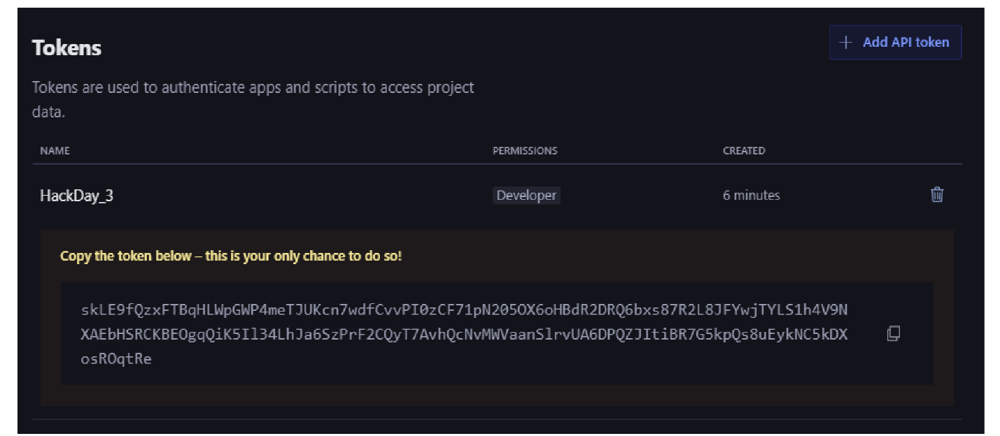 Tokens
+ Add API token
Tokens are used to authenticate apps and scripts to access project
data.
NAME PERMISSIONS CREATED
HackDay_3 Developer 6 minutes
Copy the token below – this is your only chance to do so!
skLE9fQzxFTBqHLWpGWP4meTJUKcn7wdfCvvPI0zCF71pN205OX6oHBdR2DRQ6bxs87R2L8JFYwjTYLS1h4V9N
XAEbHSRCKBEOgqQiK5Il34LhJa6SzPrF2CQyT7AvhQcNvMWVaanSlrvUA6DPQZJItiBR7G5kpQs8uEykNC5kDX
osROqtRe